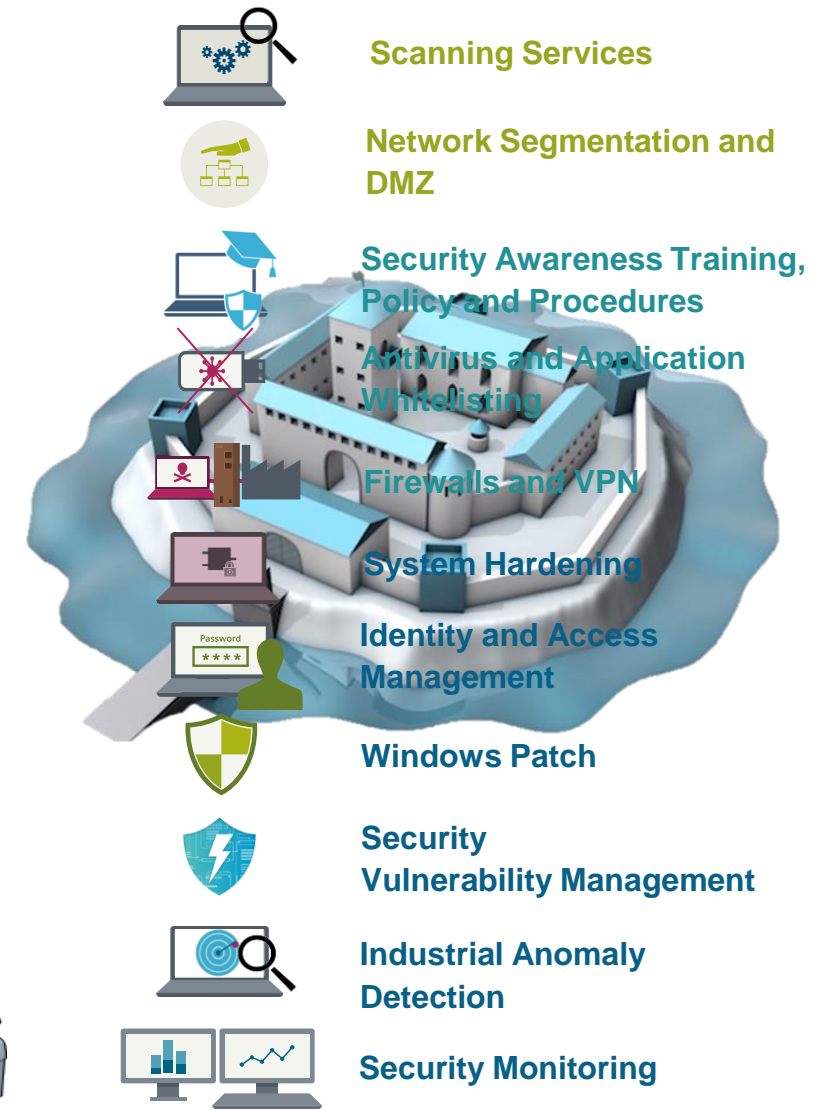 Scanning Services
Network Segmentation and
DMZ
Security Awareness Training,
Policy and Procedures
Antivirus and Application
Whitelisting
Firewalls and VPN
System Hardening
Password
****
Identity and Access
Management
Windows Patch
Security
Vulnerability Management
Industrial Anomaly
Detection
Security Monitoring